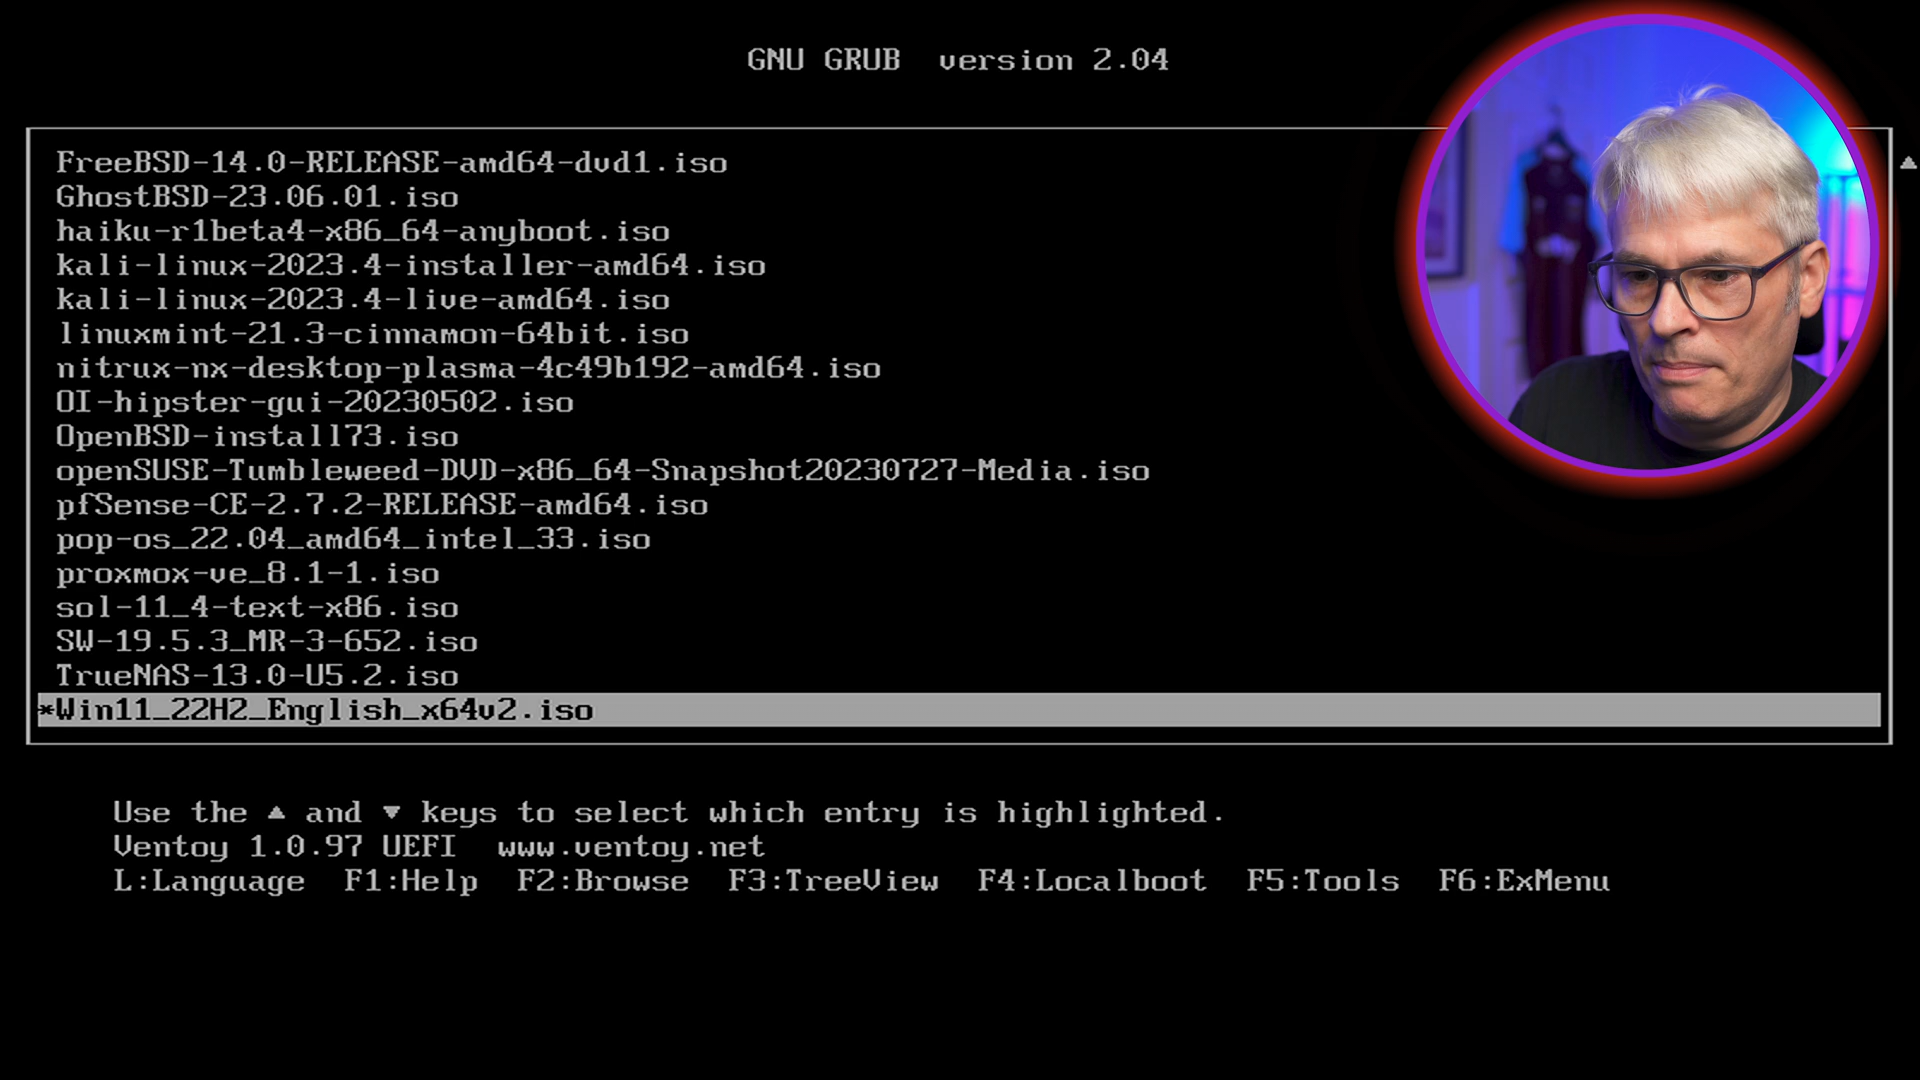 GNU GRUB version 2.04
FreeBSD-14.0-RELEASE-amd64-dvd1.iso
GhostBSD-23.06.01.iso
haiku-r1beta4-x86_64-anyboot.iso
kali-linux-2023.4-installer-amd64.iso
kali-linux-2023.4-live-amd64.iso
linuxmint-21.3-cinnamon-64bit.iso
nitrux-nx-desktop-plasma-4c49b192-amd64.iso
OI-hipster-gui-20230502.iso
OpenBSD-install73.iso
openSUSE-Tumbleweed-DVD-x86_64-Snapshot20230727-Media.iso
pfSense-CE-2.7.2-RELEASE-amd64.iso
pop-os_22.04_amd64_intel_33.iso
proxmox-ve_8.1-1.iso
sol-11_4-text-x86.iso
SW-19.5.3_MR-3-652.iso
TrueNAS-13.0-U5.2.iso
*Win11_22H2_English_x64v2.iso
Use the ▲ and ▼ keys to select which entry is highlighted.
Ventoy 1.0.97 UEFI www.ventoy.net
L:Language F1:Help F2:Browse F3:TreeView F4:Localboot F5:Tools F6:ExMenu